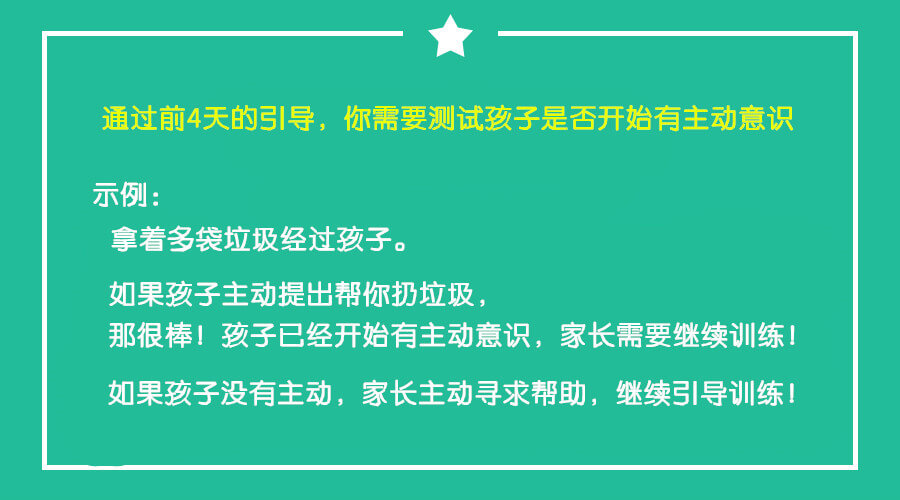 通过前4天的引导，你需要测试孩子是否开始有主动意识
示例：
拿着多袋垃圾经过孩子。
如果孩子主动提出帮你扔垃圾，
那很棒！孩子已经开始有主动意识，家长需要继续训练！
如果孩子没有主动，家长主动寻求帮助，继续引导训练！